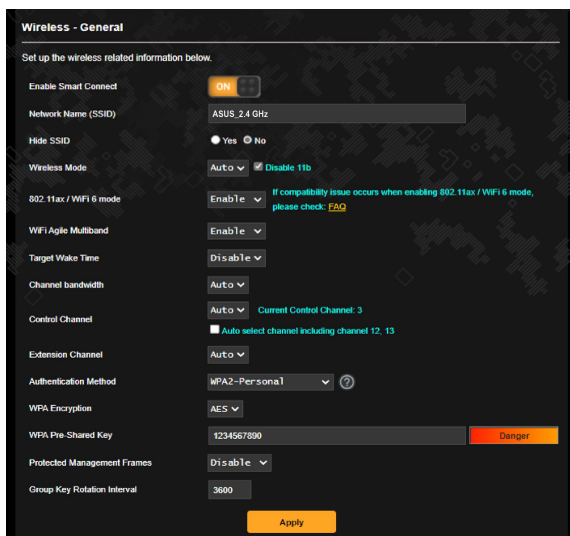 Wireless - General
Set up the wireless related information below.
Enable Smart Connect ON
Network Name (SSID) ASUS_2.4 GHz
Hide SSID Yes No
Wireless Mode Auto Disable 11b
802.11ax / WiFi 6 mode Enable If compatibility issue occurs when enabling 802.11ax / WiFi 6 mode,
please check: FAQ
WiFi Agile Multiband Enable
Target Wake Time Disable
Channel bandwidth Auto
Control Channel Auto Current Control Channel: 3
Auto select channel including channel 12, 13
Extension Channel Auto
Authentication Method WPA2-Personal ?
WPA Encryption AES
WPA Pre-Shared Key 1234567890 Danger
Protected Management Frames Disable
Group Key Rotation Interval 3600
Apply